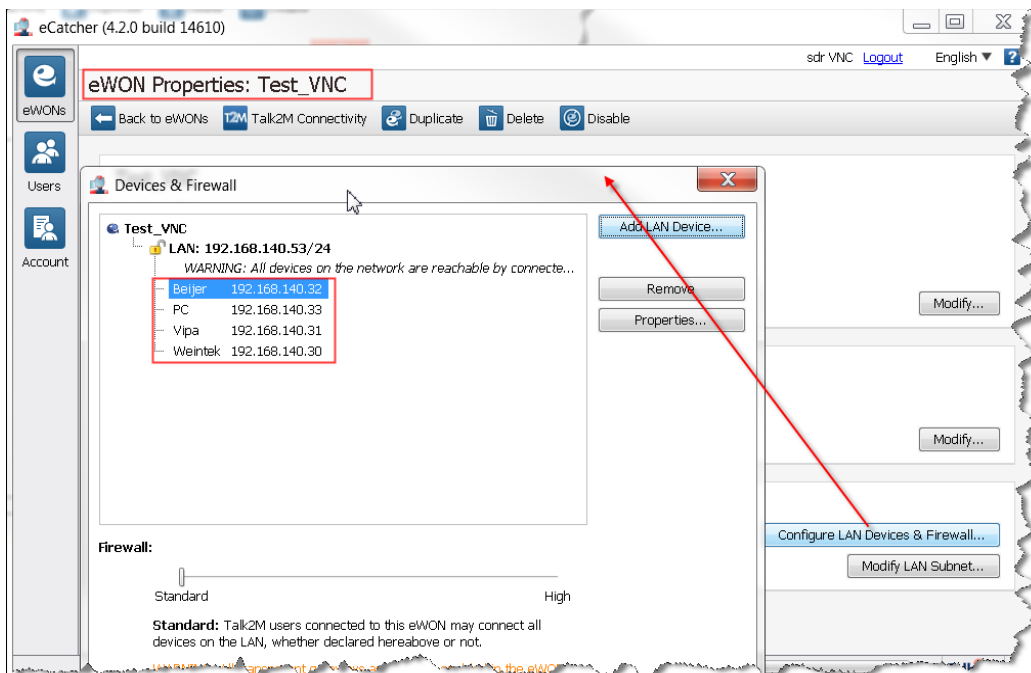 eCatcher (4.2.0 build 14610)
sdr VNC Logout English
eWON Properties: Test_VNC
eWONs
Back to eWONs T2M Talk2M Connectivity Duplicate Delete Disable
Users
Devices & Firewall
Account
Test_VNC
LAN: 192.168.140.53/24
WARNING: All devices on the network are reachable by connecte...
Beijer 192.168.140.32
PC 192.168.140.33
Vipa 192.168.140.31
Weintek 192.168.140.30
Add LAN Device...
Remove
Properties...
Modify...
Modify...
Configure LAN Devices & Firewall...
Modify LAN Subnet...
Firewall:
Standard High
Standard: Talk2M users connected to this eWON may connect all
devices on the LAN, whether declared hereabove or not.